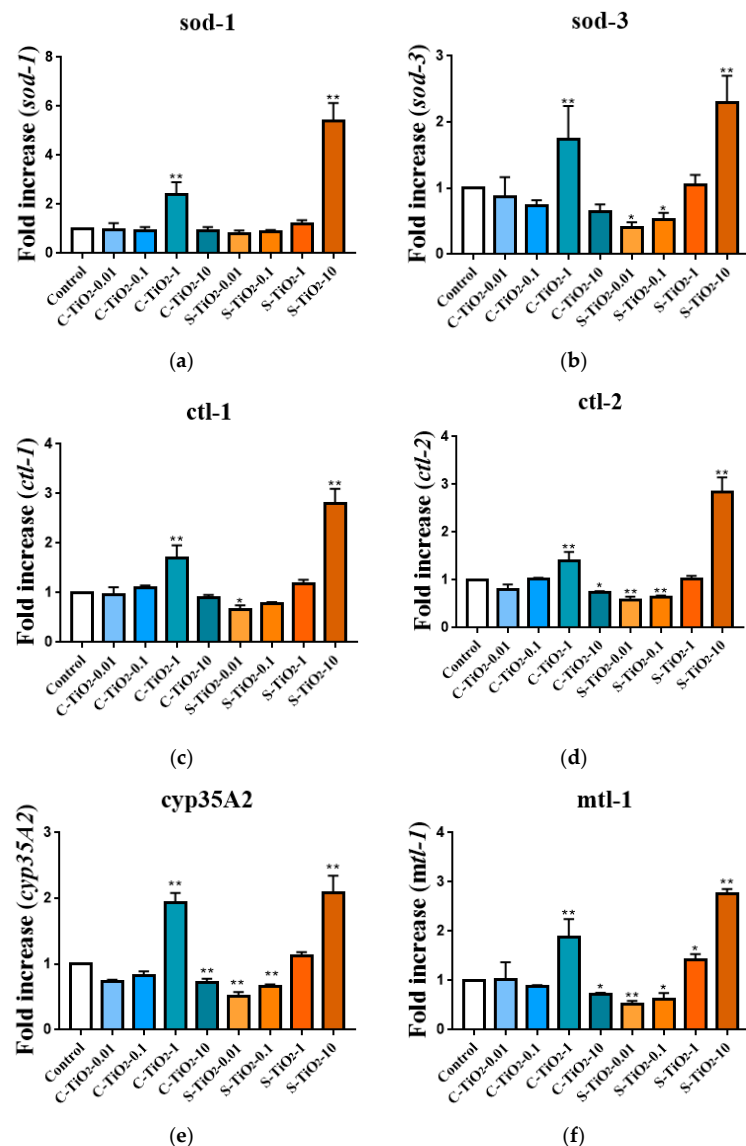 sod-1
Fold increase (sod-1)
8
6
4
2
0
**
**
Control
C-TiO2-0.01
C-TiO2-0.1
C-TiO2-1
C-TiO2-10
S-TiO2-0.01
S-TiO2-0.1
S-TiO2-1
S-TiO2-10
(a)
sod-3
Fold increase (sod-3)
3
2
1
0
**
*
*
**
Control
C-TiO2-0.01
C-TiO2-0.1
C-TiO2-1
C-TiO2-10
S-TiO2-0.01
S-TiO2-0.1
S-TiO2-1
S-TiO2-10
(b)
ctl-1
Fold increase (ctl-1)
4
3
2
1
0
**
*
**
Control
C-TiO2-0.01
C-TiO2-0.1
C-TiO2-1
C-TiO2-10
S-TiO2-0.01
S-TiO2-0.1
S-TiO2-1
S-TiO2-10
(c)
ctl-2
Fold increase (ctl-2)
4
3
2
1
0
**
*
**
**
**
Control
C-TiO2-0.01
C-TiO2-0.1
C-TiO2-1
C-TiO2-10
S-TiO2-0.01
S-TiO2-0.1
S-TiO2-1
S-TiO2-10
(d)
cyp35A2
Fold increase (cyp35A2)
3
2
1
0
**
**
**
**
**
Control
C-TiO2-0.01
C-TiO2-0.1
C-TiO2-1
C-TiO2-10
S-TiO2-0.01
S-TiO2-0.1
S-TiO2-1
S-TiO2-10
(e)
mtl-1
Fold increase (mtl-1)
4
3
2
1
0
**
*
**
*
*
**
Control
C-TiO2-0.01
C-TiO2-0.1
C-TiO2-1
C-TiO2-10
S-TiO2-0.01
S-TiO2-0.1
S-TiO2-1
S-TiO2-10
(f)